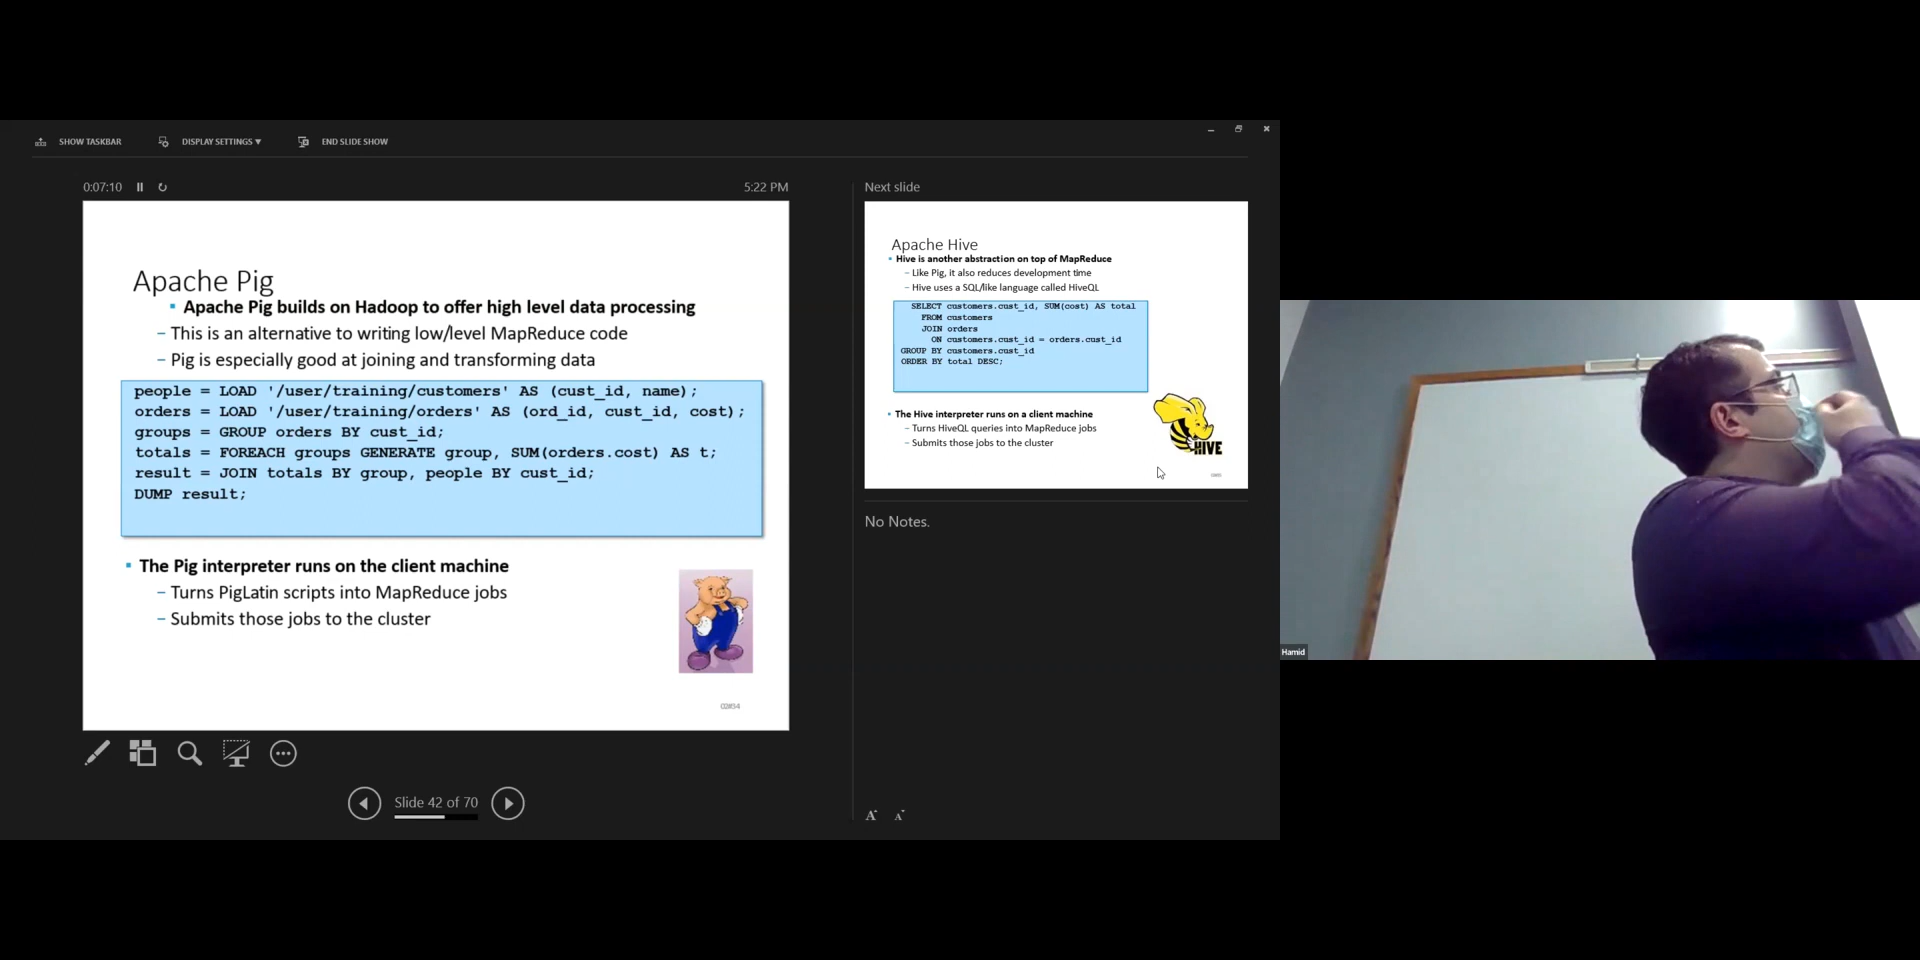 SHOW TASKBAR
DISPLAY SETTINGS ▼
END SLIDE SHOW
0:07:10
5:22 PM
Apache Pig
▪ Apache Pig builds on Hadoop to offer high level data processing
– This is an alternative to writing low/level MapReduce code
– Pig is especially good at joining and transforming data
people = LOAD '/user/training/customers' AS (cust_id, name);
orders = LOAD '/user/training/orders' AS (ord_id, cust_id, cost);
groups = GROUP orders BY cust_id;
totals = FOREACH groups GENERATE group, SUM(orders.cost) AS t;
result = JOIN totals BY group, people BY cust_id;
DUMP result;
▪ The Pig interpreter runs on the client machine
– Turns PigLatin scripts into MapReduce jobs
– Submits those jobs to the cluster
Slide 42 of 70
Next slide
Apache Hive
▪ Hive is another abstraction on top of MapReduce
– Like Pig, it also reduces development time
– Hive uses a SQL/like language called HiveQL
SELECT customers.cust_id, SUM(cost) AS total
FROM customers
JOIN orders
ON customers.cust_id = orders.cust_id
GROUP BY customers.cust_id
ORDER BY total DESC;
▪ The Hive interpreter runs on a client machine
– Turns HiveQL queries into MapReduce jobs
– Submits those jobs to the cluster
HIVE
No Notes.
A A
Hamid